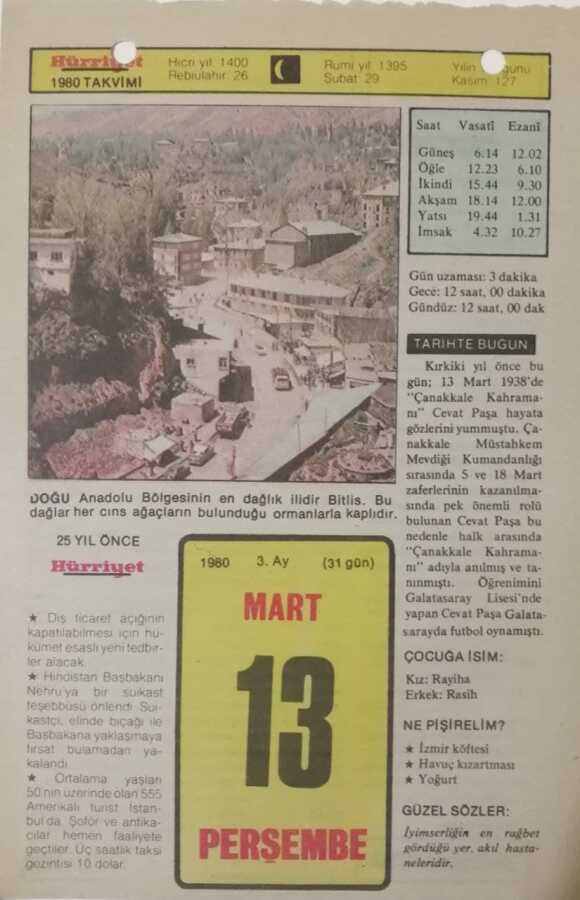 Hürriyet
1980 TAKVİMİ
Hicri yıl: 1400
Rebiulahir: 26
Rumi yıl: 1395
Şubat: 29
Yılın
günü
Kasım: 127
Saat Vasatî Ezanî
Güneş 6.14 12.02
Öğle 12.23 6.10
İkindi 15.44 9.30
Akşam 18.14 12.00
Yatsı 19.44 1.31
İmsak 4.32 10.27
Gün uzaması: 3 dakika
Gece: 12 saat, 00 dakika
Gündüz: 12 saat, 00 dak
TARİHTE BUGÜN
Kırkiki yıl önce bu
gün; 13 Mart 1938'de
"Çanakkale Kahrama-
nı" Cevat Paşa hayata
gözlerini yummuştu. Ça-
nakkale Müstahkem
Mevdiği Kumandanlığı
sırasında 5 ve 18 Mart
zaferlerinin kazanılma-
sında pek önemli rolü
bulunan Cevat Paşa bu
nedenle halk arasında
"Çanakkale Kahrama-
nı" adıyla anılmış ve ta-
nınmıştı. Öğrenimini
Galatasaray Lisesi'nde
yapan Cevat Paşa Galata-
sarayda futbol oynamıştı.
ÇOCUĞA İSİM:
Kız: Rayiha
Erkek: Rasih
NE PİŞİRELİM?
★ İzmir köftesi
★ Havuç kızartması
★ Yoğurt
GÜZEL SÖZLER:
İyimserliğin en rağbet
gördüğü yer, akıl hasta-
neleridir.
DOĞU Anadolu Bölgesinin en dağlık ilidir Bitlis. Bu
dağlar her cins ağaçların bulunduğu ormanlarla kaplıdır.
25 YIL ÖNCE
Hürriyet
★ Dış ticaret açığının
kapatılabilmesi için hü-
kümet esaslı yeni tedbir-
ler alacak.
★ Hindistan Başbakanı
Nehru'ya bir suikast
teşebbüsü önlendi. Sui-
kastçı, elinde bıçağı ile
Başbakana yaklaşmaya
fırsat bulamadan ya-
kalandı.
★ Ortalama yaşları
50'nin üzerinde olan 555
Amerikalı turist İstan-
bul'da. Şoför ve antika-
cılar hemen faaliyete
geçtiler. Üç saatlik taksi
gezintisi 10 dolar.
1980 3. Ay (31 gün)
MART
13
PERŞEMBE